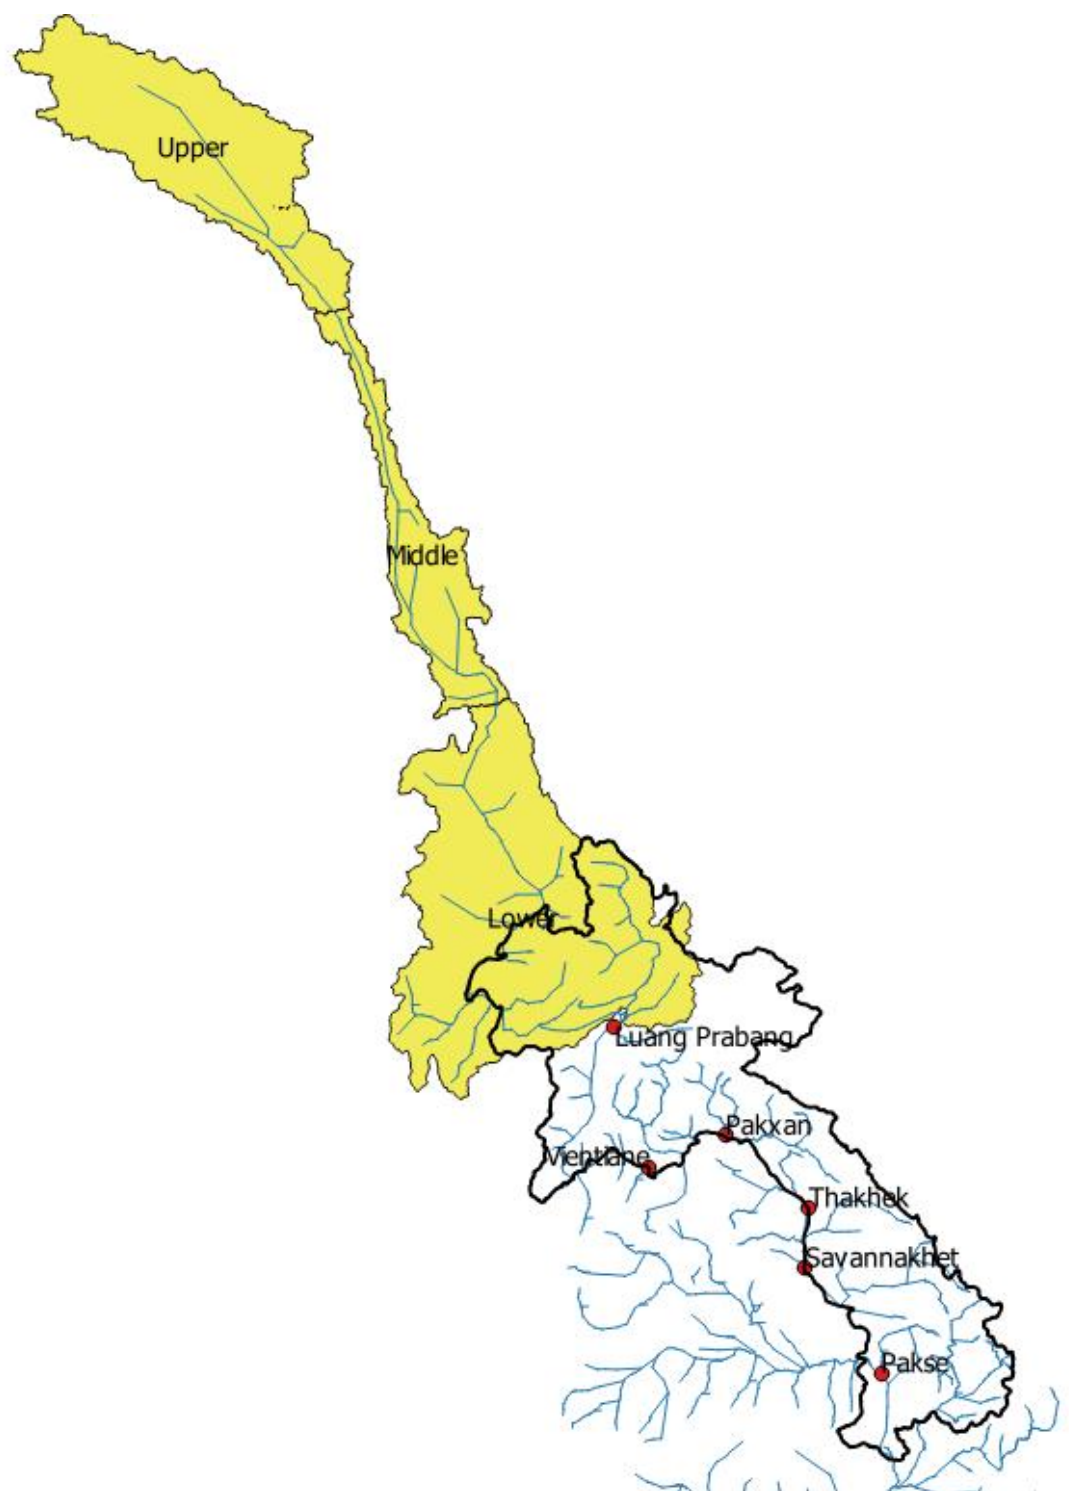 Upper
Middle
Lower
Luang Prabang
Pakxan
Vientiane
Thakhek
Savannakhet
Pakse